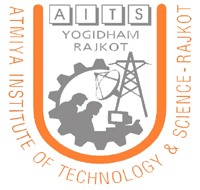 AITS
YOGIDHAM
RAJKOT
ATMIYA INSTITUTE OF TECHNOLOGY & SCIENCE-RAJKOT